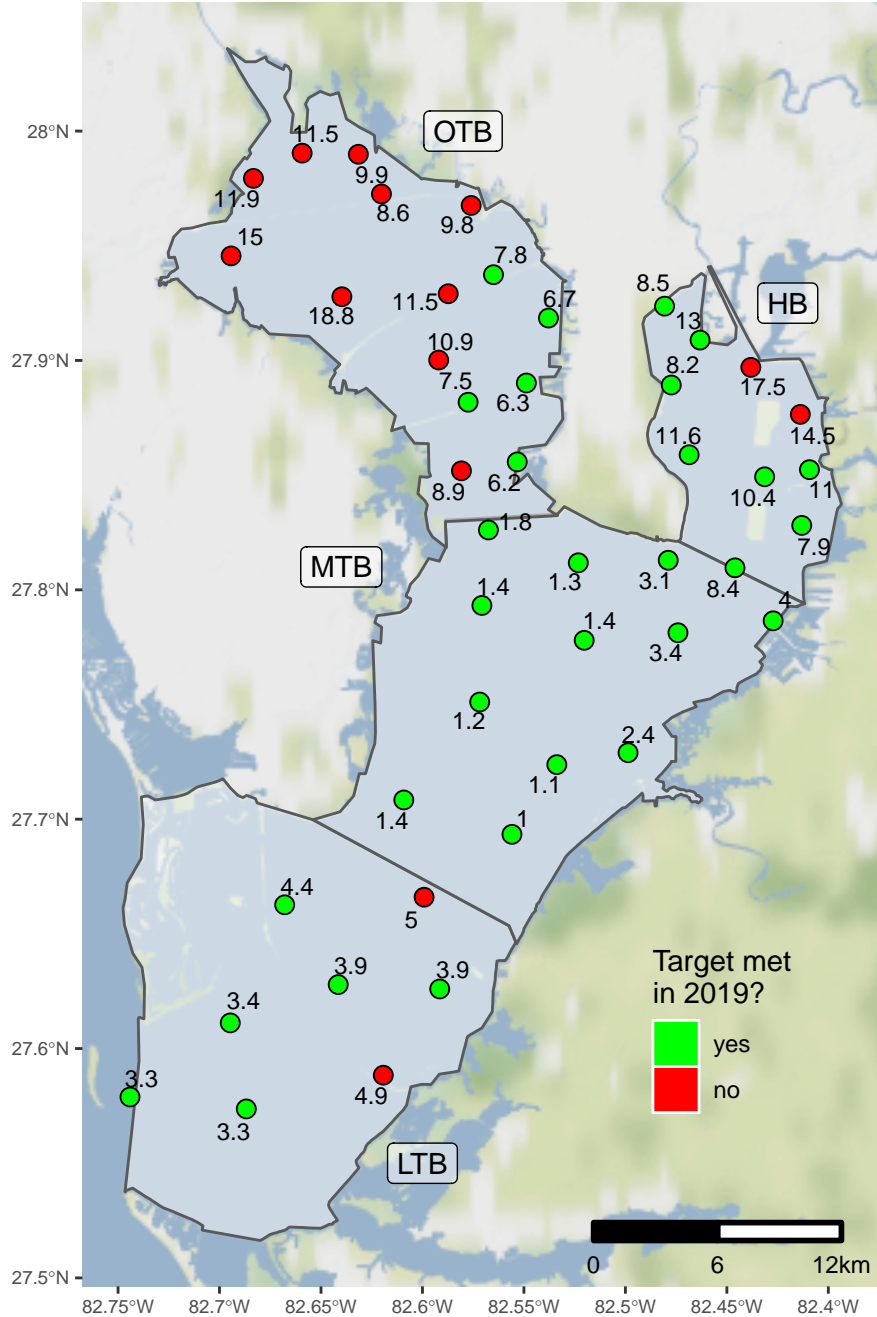 OTB
11.5
9.9
11.9
8.6
9.8
15
7.8
18.8
11.5
6.7
10.9
7.5
6.3
8.9
6.2
HB
8.5
13
8.2
17.5
11.6
14.5
10.4
11
7.9
MTB
1.8
1.3
3.1
8.4
4
1.4
1.4
3.4
1.2
2.4
1.1
1.4
1
4.4
5
3.9
3.9
3.4
3.3
4.9
3.3
LTB
Target met
in 2019?
yes
no
0 6 12km
28°N
27.9°N
27.8°N
27.7°N
27.6°N
27.5°N
82.75°W 82.7°W 82.65°W 82.6°W 82.55°W 82.5°W 82.45°W 82.4°W